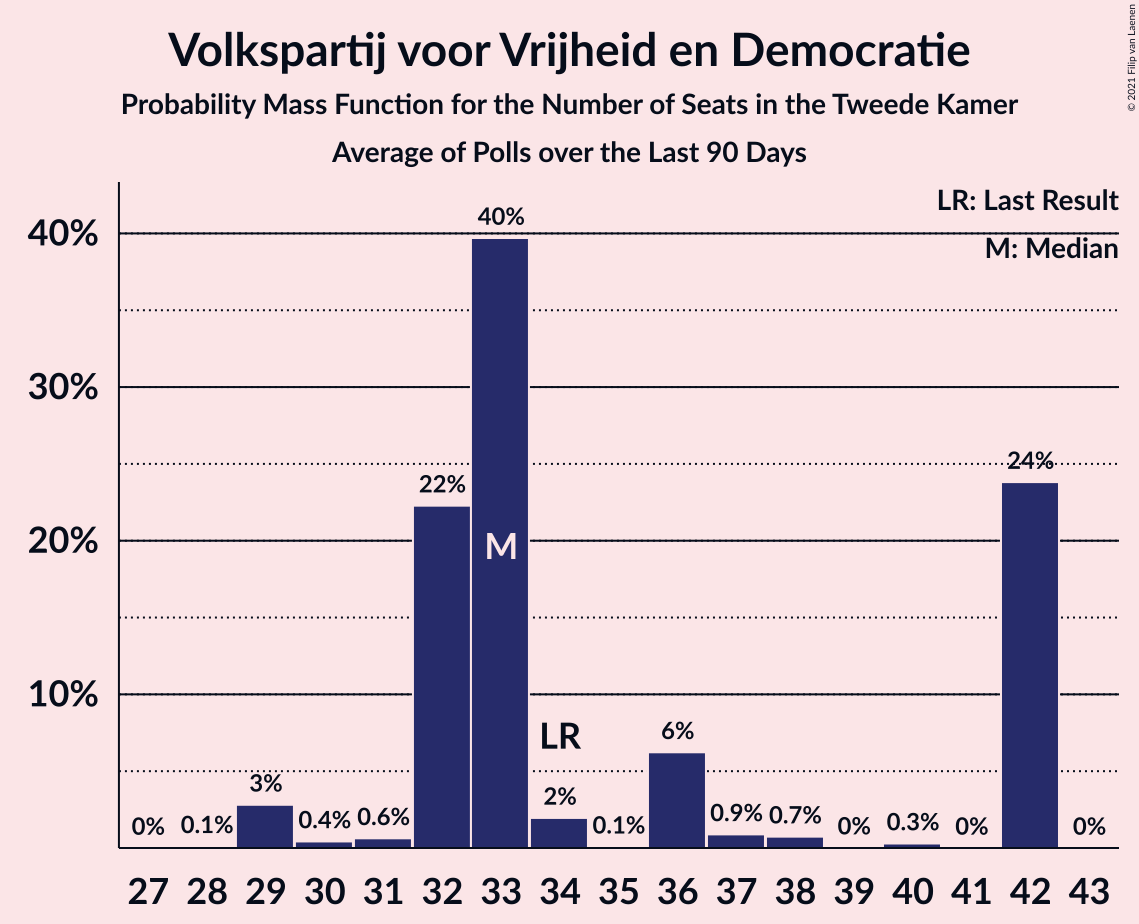 Volkspartij voor Vrijheid en Democratie
Probability Mass Function for the Number of Seats in the Tweede Kamer
Average of Polls over the Last 90 Days
© 2021 Filip van Laenen
LR: Last Result
M: Median
40%
30%
20%
10%
0%
0.1%
3%
0.4%
0.6%
22%
40%
M
LR
2%
0.1%
6%
0.9%
0.7%
0%
0.3%
0%
24%
0%
27 28 29 30 31 32 33 34 35 36 37 38 39 40 41 42 43